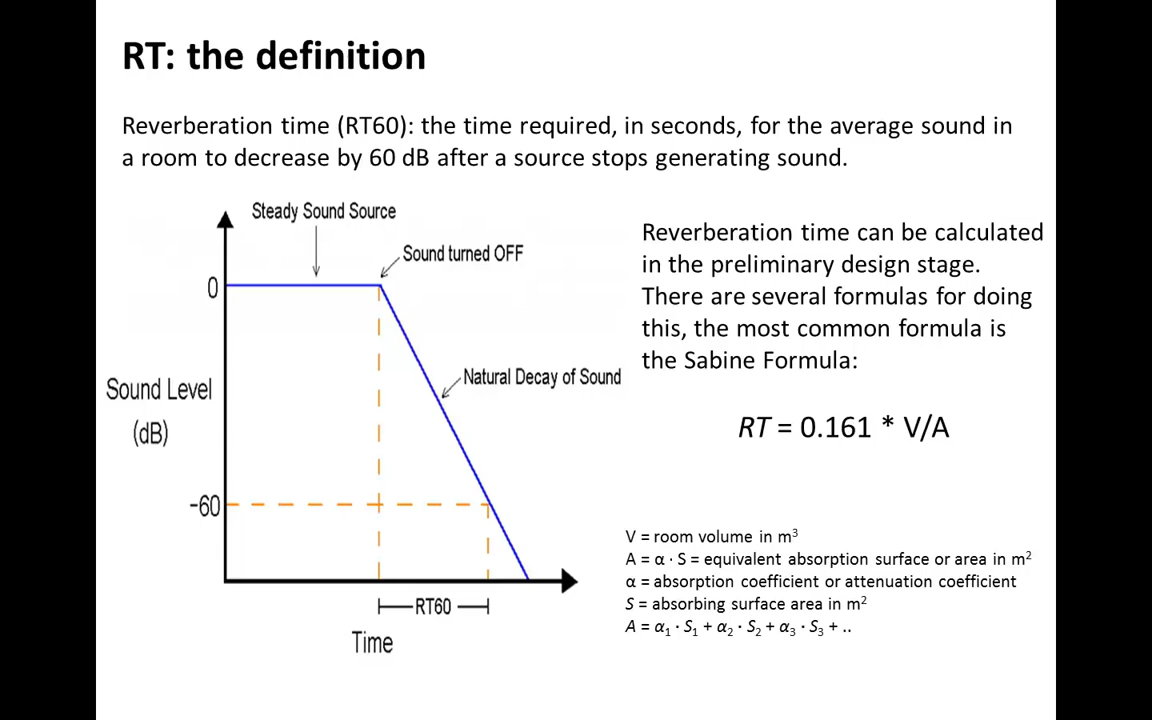 RT: the definition
Reverberation time (RT60): the time required, in seconds, for the average sound in
a room to decrease by 60 dB after a source stops generating sound.
Steady Sound Source
Sound turned OFF
0
Natural Decay of Sound
Sound Level
(dB)
-60
RT60
Time
Reverberation time can be calculated
in the preliminary design stage.
There are several formulas for doing
this, the most common formula is
the Sabine Formula:
RT = 0.161 * V/A
V = room volume in m³
A = α · S = equivalent absorption surface or area in m²
α = absorption coefficient or attenuation coefficient
S = absorbing surface area in m²
A = α₁ · S₁ + α₂ · S₂ + α₃ · S₃ + ..